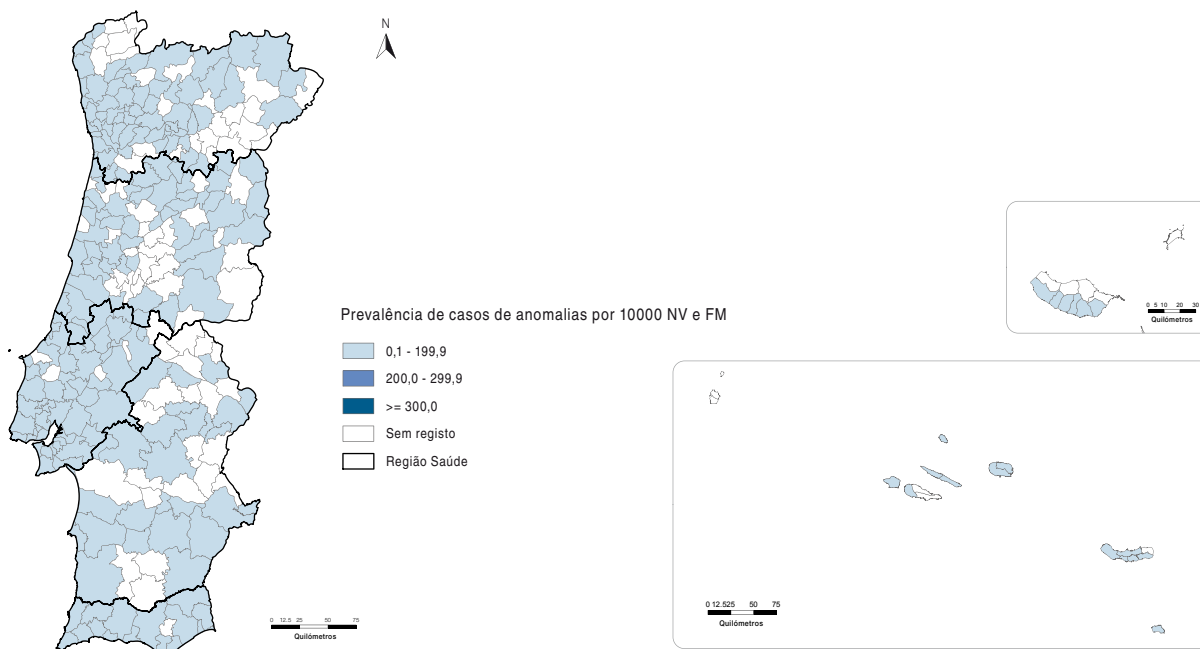 N
Prevalência de casos de anomalias por 10000 NV e FM
0,1 - 199,9
200,0 - 299,9
>= 300,0
Sem registo
Região Saúde
0 12.5 25 50 75
Quilómetros
0 5 10 20 30
Quilómetros
0 12.525 50 75
Quilómetros